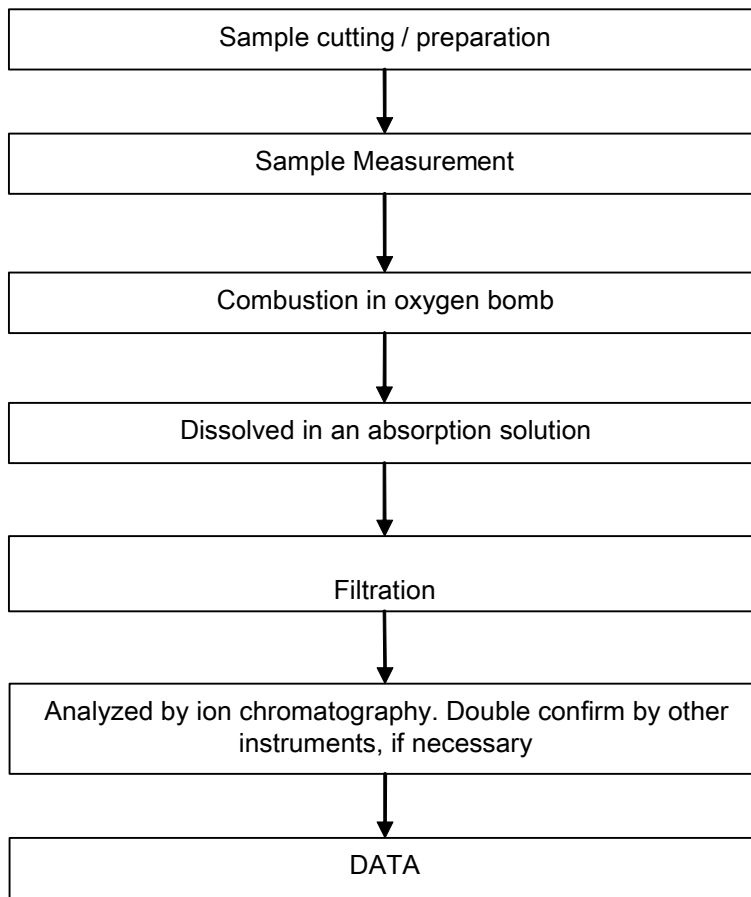 Sample cutting / preparation
Sample Measurement
Combustion in oxygen bomb
Dissolved in an absorption solution
Filtration
Analyzed by ion chromatography. Double confirm by other
instruments, if necessary
DATA